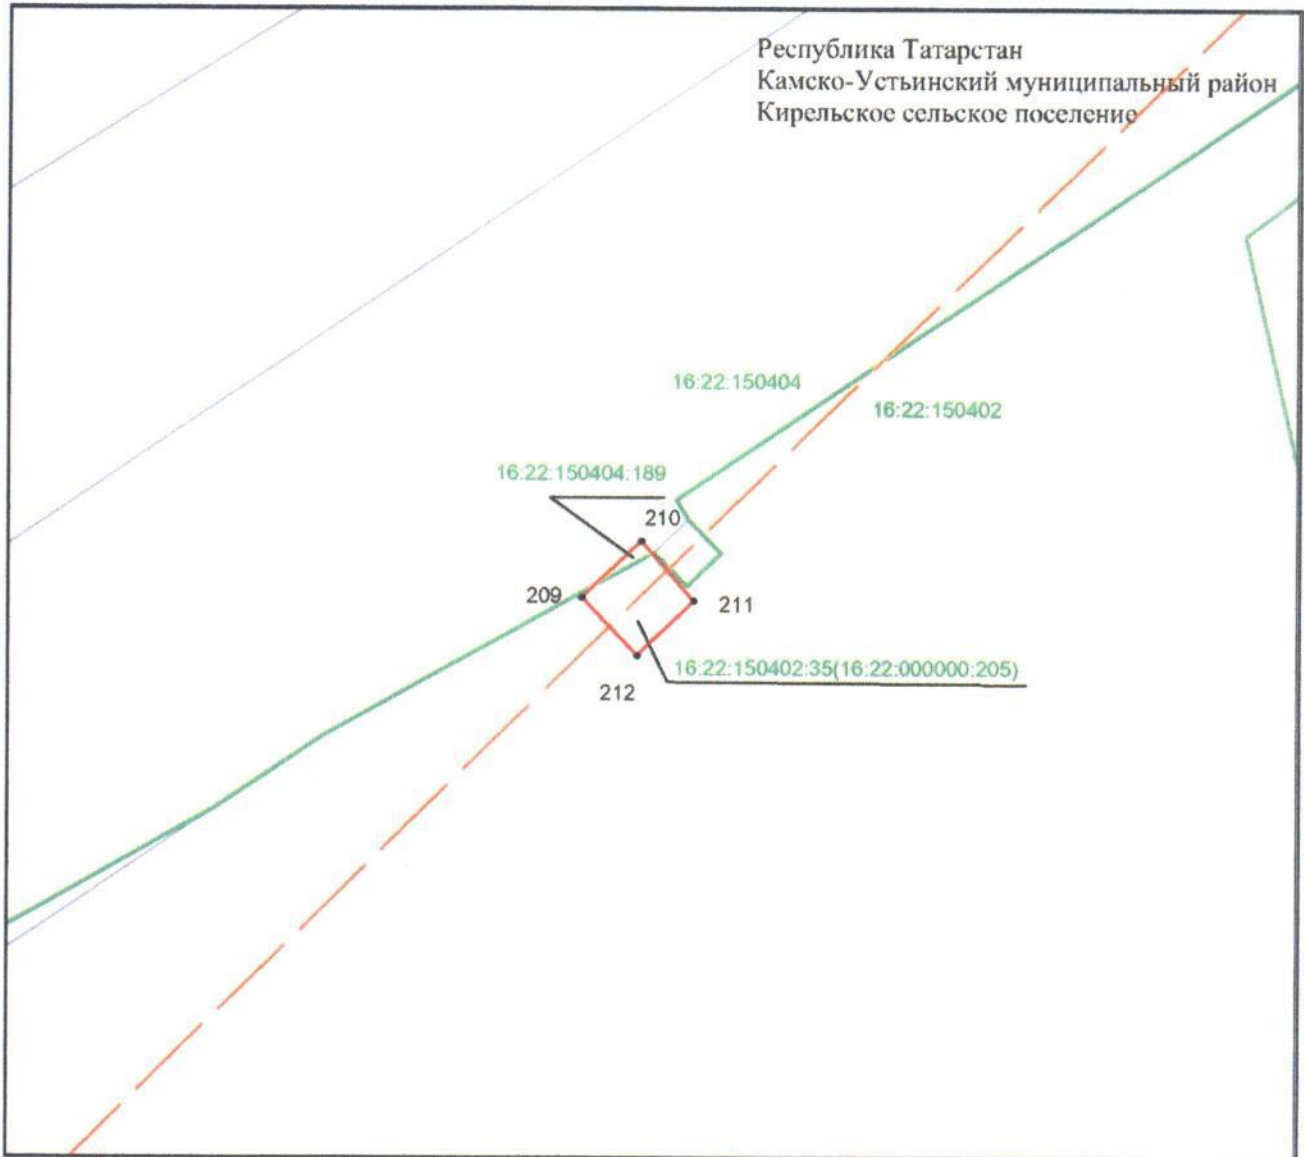 Республика Татарстан
Камско-Устьинский муниципальный район
Кирельское сельское поселение
16:22:150404
16:22:150402
16:22:150404:189
210
209
211
16:22:150402:35(16:22:000000:205)
212